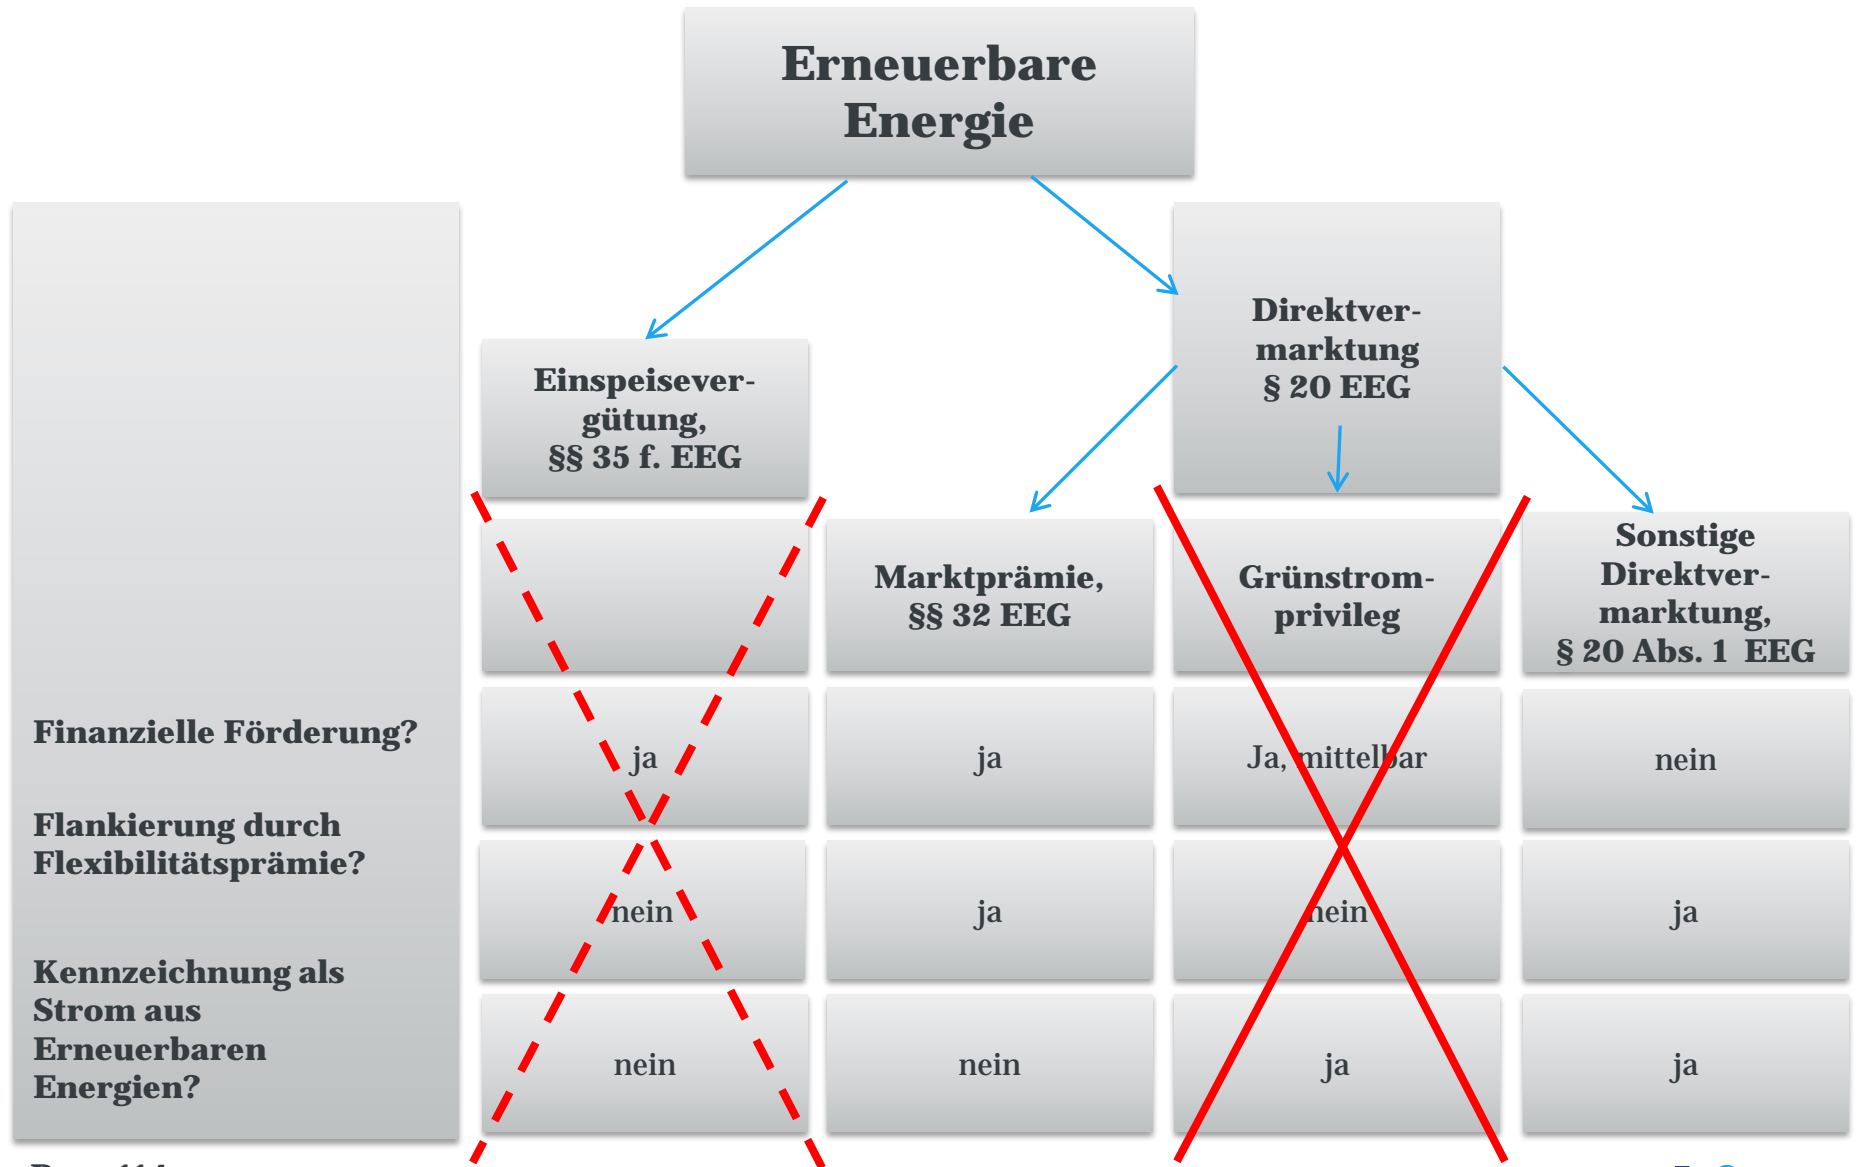 Erneuerbare
Energie
Direktver-
marktung
§ 20 EEG
Einspeisever-
gütung,
§§ 35 f. EEG
Marktprämie,
§§ 32 EEG
Grünstrom-
privileg
Sonstige
Direktver-
marktung,
§ 20 Abs. 1 EEG
Finanzielle Förderung?
ja
ja
Ja, mittelbar
nein
Flankierung durch
Flexibilitätsprämie?
nein
ja
nein
ja
Kennzeichnung als
Strom aus
Erneuerbaren
Energien?
nein
nein
ja
ja